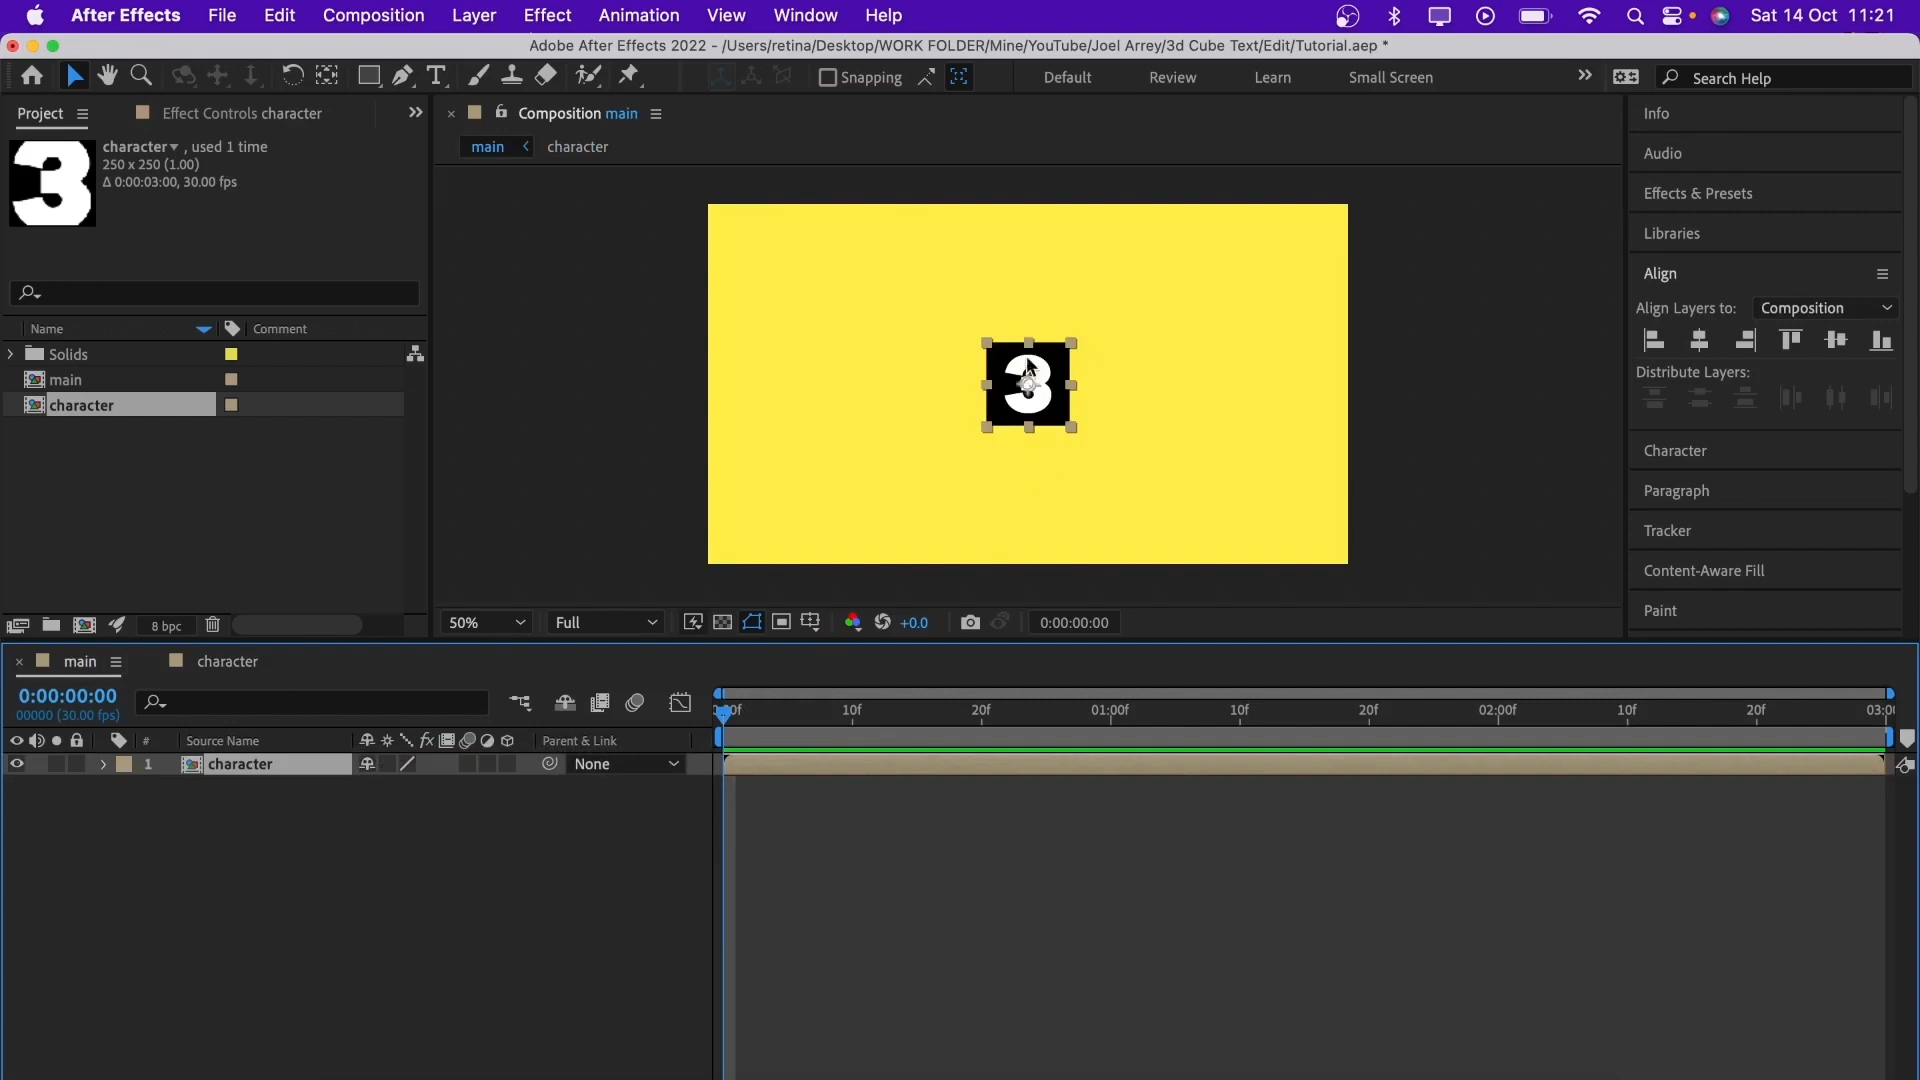 After Effects File Edit Composition Layer Effect Animation View Window Help Sat 14 Oct 11:21
Adobe After Effects 2022 - /Users/retina/Desktop/WORK FOLDER/Mine/YouTube/Joel Arrey/3d Cube Text/Edit/Tutorial.aep *
Snapping Default Review Learn Small Screen Search Help
Project Effect Controls character
character , used 1 time
250 x 250 (1.00)
Δ 0:00:03:00, 30.00 fps
3
Name Comment
Solids
main
character
8 bpc
Composition main
main character
3
50% Full +0.0 0:00:00:00
Info
Audio
Effects & Presets
Libraries
Align
Align Layers to: Composition
Distribute Layers:
Character
Paragraph
Tracker
Content-Aware Fill
Paint
main character
0:00:00:00
00000 (30.00 fps)
10f 20f 01:00f 10f 20f 02:00f 10f 20f
# Source Name fx Parent & Link
1 character None